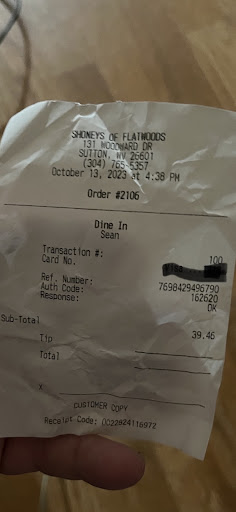 SHONEYS OF FLATWOODS
131 WOODWARD DR
SUTTON, WV 26601
(304) 765-5357
October 13, 2023 at 4:38 PM
Order #2106
Dine In
Sean
Transaction #: 100
Card No.
Ref. Number: 7698429496790
Auth Code: 162620
Response: OK
Sub-Total 39.46
Tip
Total
X
CUSTOMER COPY
Receipt Code: 0C22824116972